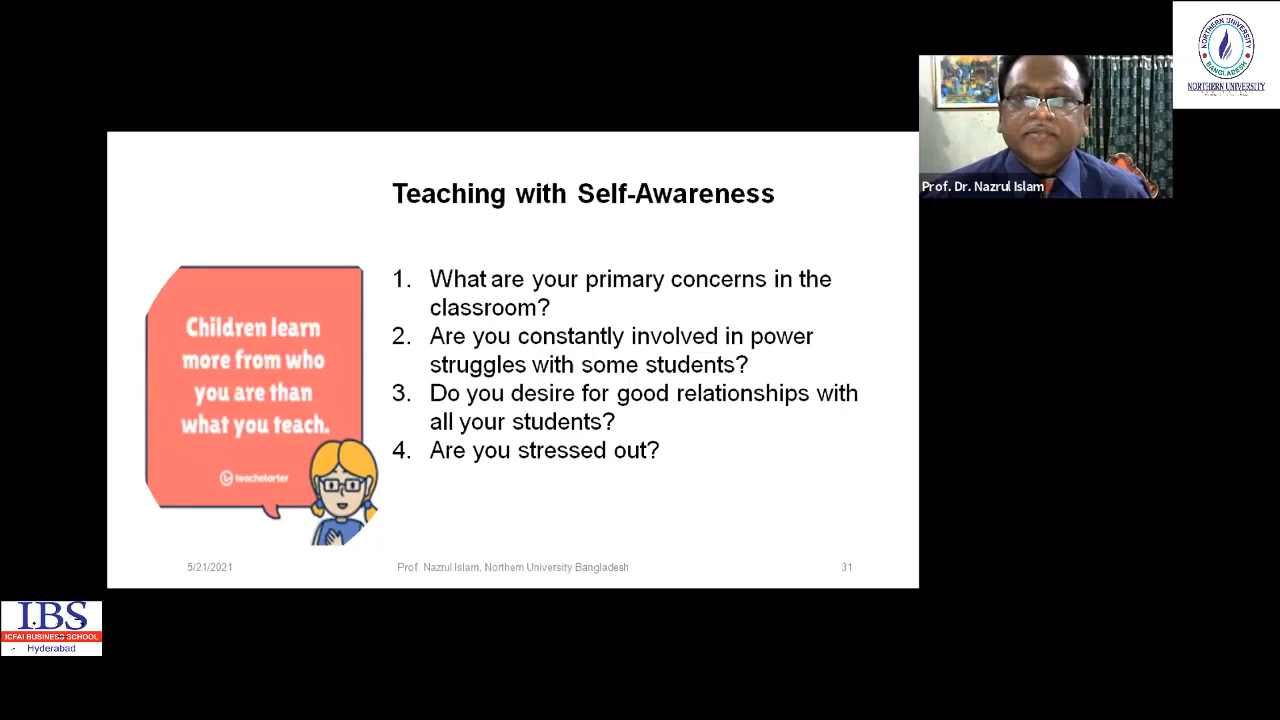 NORTHERN UNIVERSITY
BANGLADESH
NORTHERN UNIVERSITY
Prof. Dr. Nazrul Islam
Teaching with Self-Awareness
Children learn
more from who
you are than
what you teach.
teachstarter
1. What are your primary concerns in the
classroom?
2. Are you constantly involved in power
struggles with some students?
3. Do you desire for good relationships with
all your students?
4. Are you stressed out?
5/21/2021
Prof. Nazrul Islam, Northern University Bangladesh
31
IBS
ICFAI BUSINESS SCHOOL
Hyderabad